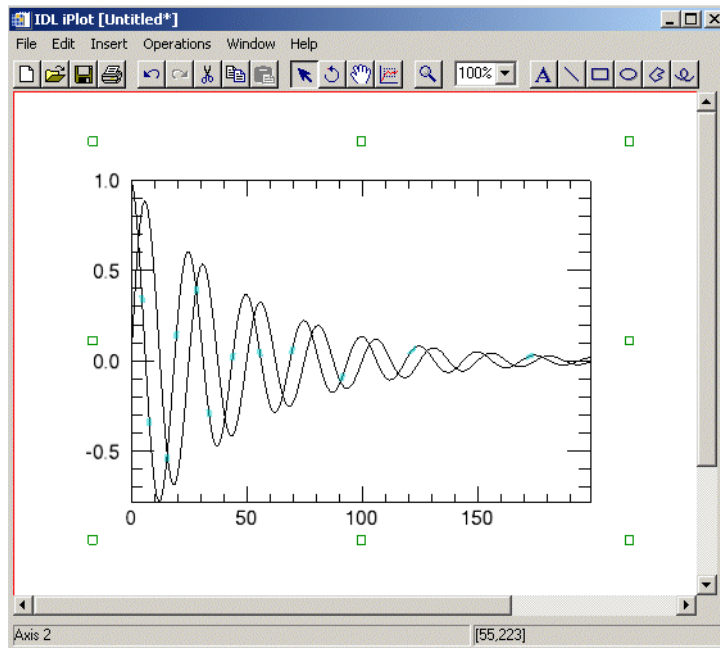 IDL iPlot [Untitled*]
File Edit Insert Operations Window Help
100% A
1.0
0.5
0.0
-0.5
0 50 100 150
Axis 2 [55,223]